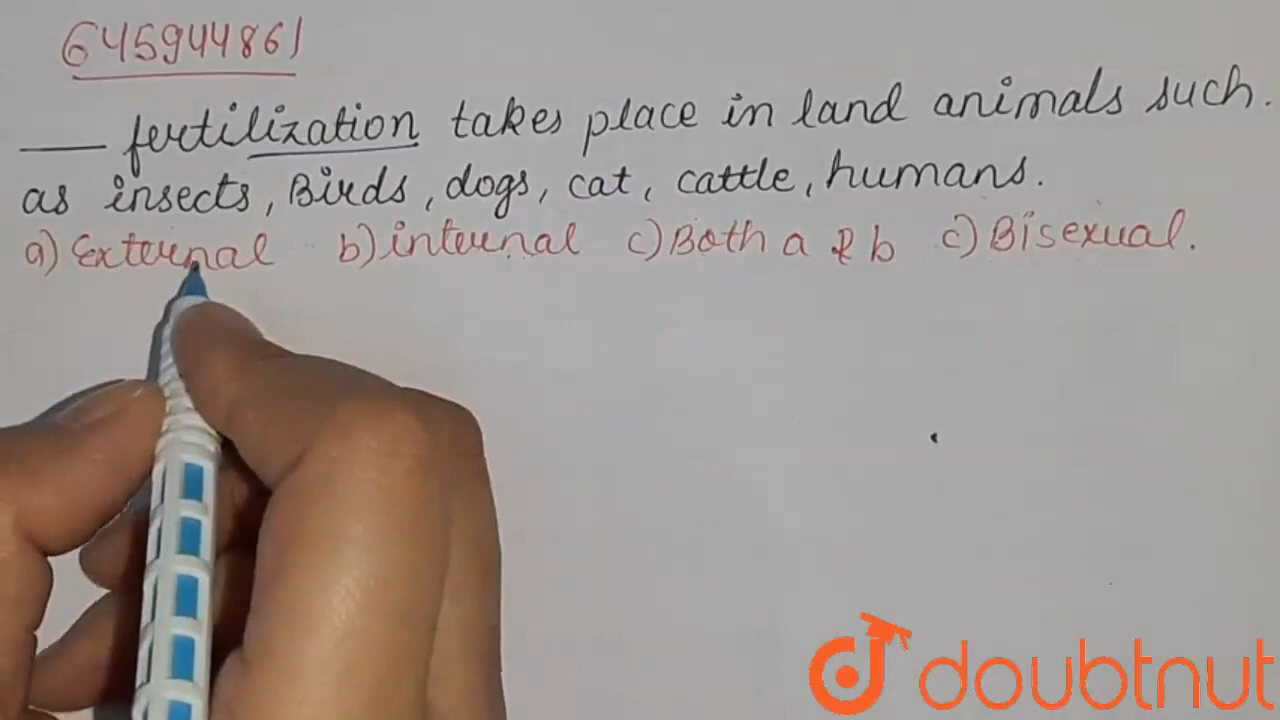 645944861
___ fertilization takes place in land animals such.
as insects, Birds, dogs, cat, cattle, humans.
a) External b) internal c) Both a & b c) Bisexual.
doubtnut